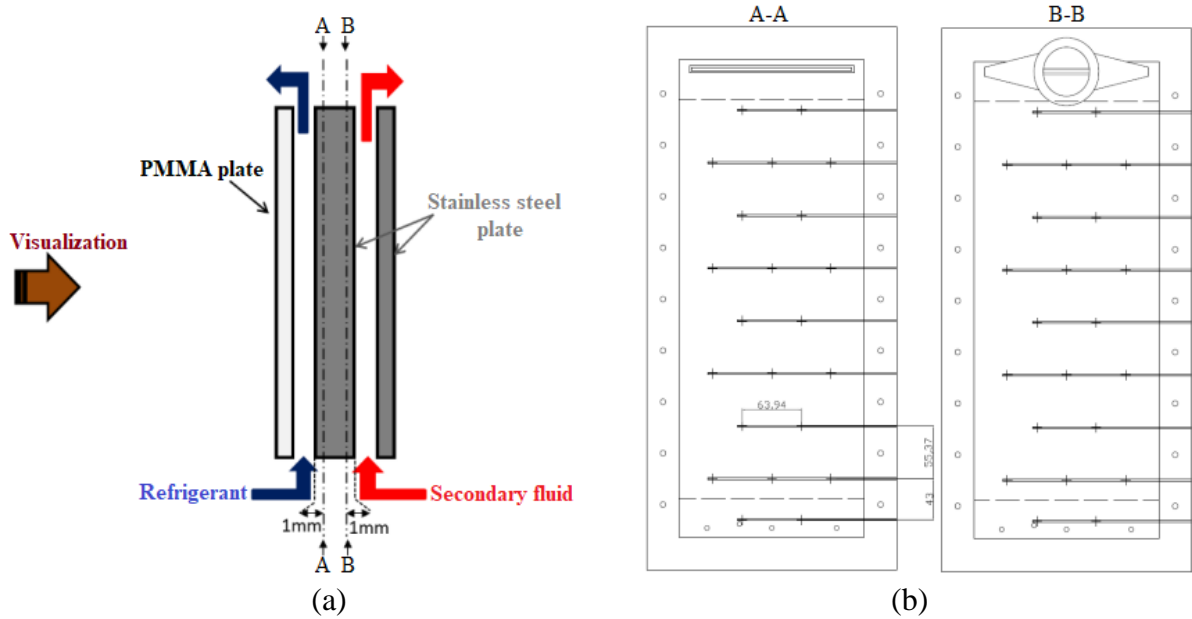 A B
PMMA plate
Visualization
Stainless steel
plate
Refrigerant
Secondary fluid
1mm
1mm
A B
(a)
A-A
B-B
63,94
55,37
43
(b)